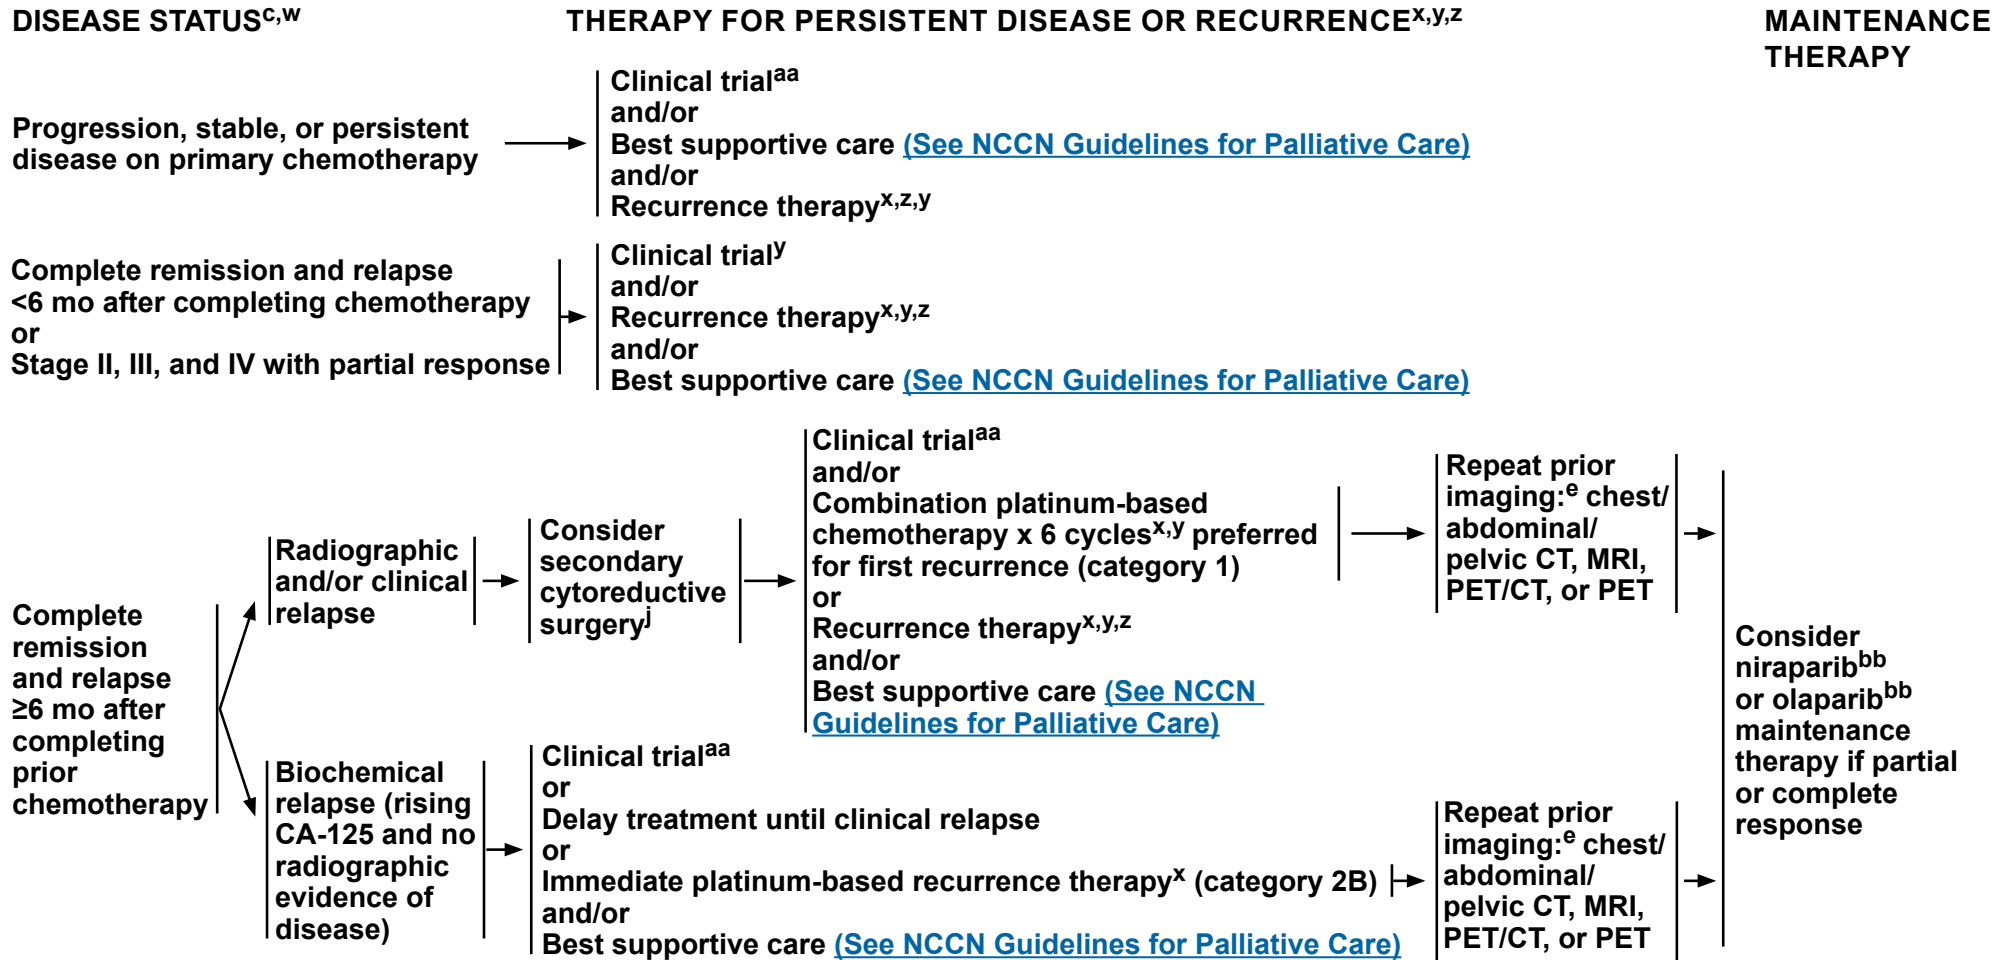 DISEASE STATUSc,w
THERAPY FOR PERSISTENT DISEASE OR RECURRENCEx,y,z
MAINTENANCE
THERAPY
Progression, stable, or persistent
disease on primary chemotherapy
Clinical trialaa
and/or
Best supportive care (See NCCN Guidelines for Palliative Care)
and/or
Recurrence therapyx,z,y
Complete remission and relapse
<6 mo after completing chemotherapy
or
Stage II, III, and IV with partial response
Clinical trialy
and/or
Recurrence therapyx,y,z
and/or
Best supportive care (See NCCN Guidelines for Palliative Care)
Complete
remission
and relapse
≥6 mo after
completing
prior
chemotherapy
Radiographic
and/or clinical
relapse
Consider
secondary
cytoreductive
surgeryj
Clinical trialaa
and/or
Combination platinum-based
chemotherapy x 6 cyclesx,y preferred
for first recurrence (category 1)
or
Recurrence therapyx,y,z
and/or
Best supportive care (See NCCN
Guidelines for Palliative Care)
Repeat prior
imaging:e chest/
abdominal/
pelvic CT, MRI,
PET/CT, or PET
Biochemical
relapse (rising
CA-125 and no
radiographic
evidence of
disease)
Clinical trialaa
or
Delay treatment until clinical relapse
or
Immediate platinum-based recurrence therapyx (category 2B)
and/or
Best supportive care (See NCCN Guidelines for Palliative Care)
Repeat prior
imaging:e chest/
abdominal/
pelvic CT, MRI,
PET/CT, or PET
Consider
niraparibbb
or olaparibbb
maintenance
therapy if partial
or complete
response